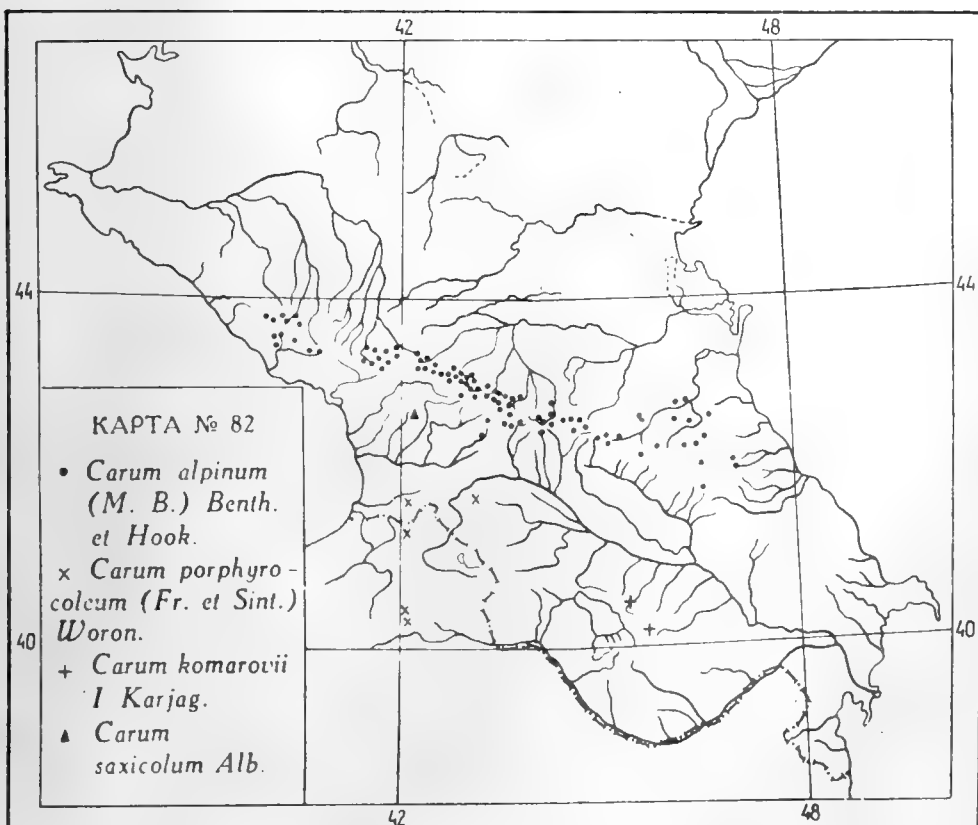 42 48
44 44
КАРТА № 82
• Carum alpinum
(M. B.) Benth.
et Hook.
× Carum porphyro-
coleum (Fr. et Sint.)
Woron.
40 40
+ Carum komarovii
I Karjag.
▲ Carum
saxicolum Alb.
42 48